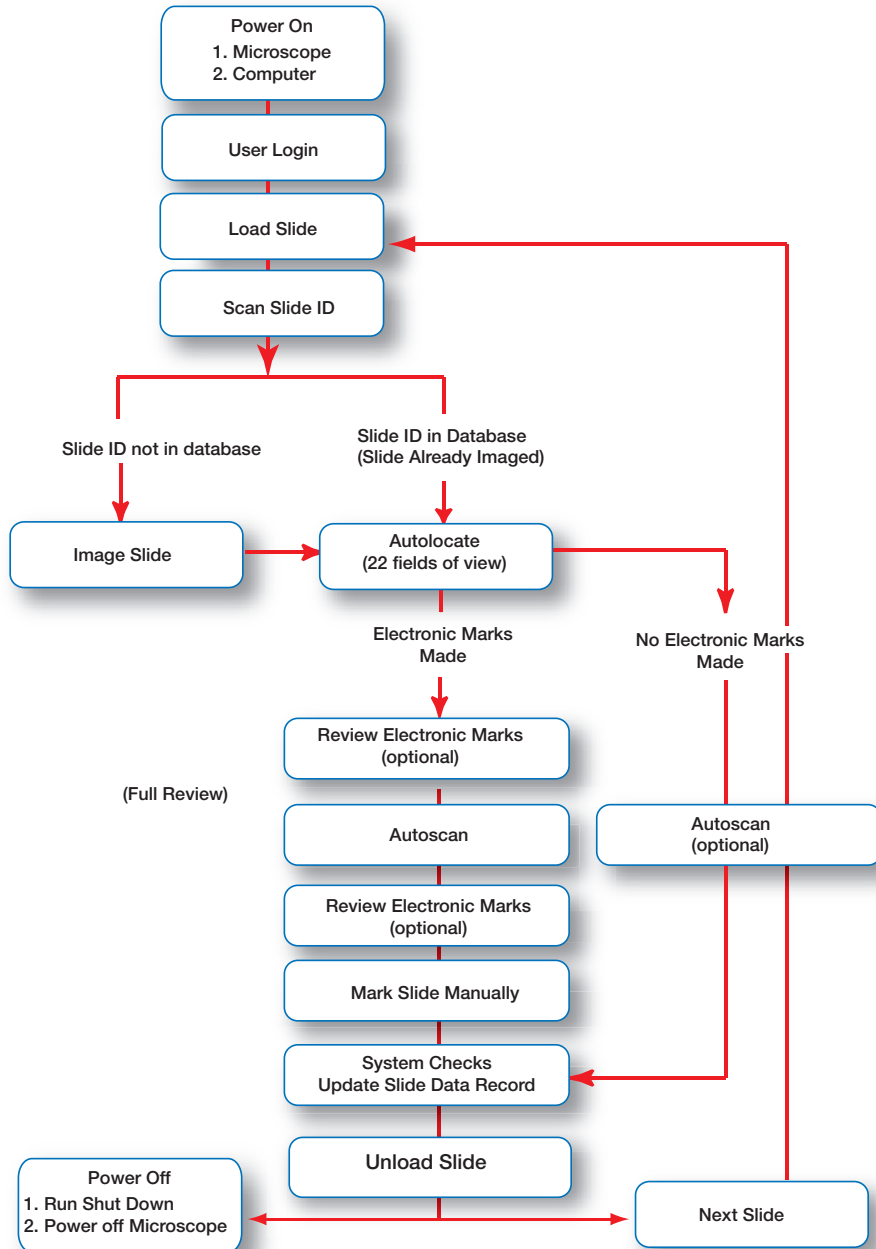 Power On
1. Microscope
2. Computer
User Login
Load Slide
Scan Slide ID
Slide ID not in database
Slide ID in Database
(Slide Already Imaged)
Image Slide
Autolocate
(22 fields of view)
Electronic Marks
Made
No Electronic Marks
Made
Review Electronic Marks
(optional)
(Full Review)
Autoscan
Autoscan
(optional)
Review Electronic Marks
(optional)
Mark Slide Manually
System Checks
Update Slide Data Record
Unload Slide
Power Off
1. Run Shut Down
2. Power off Microscope
Next Slide